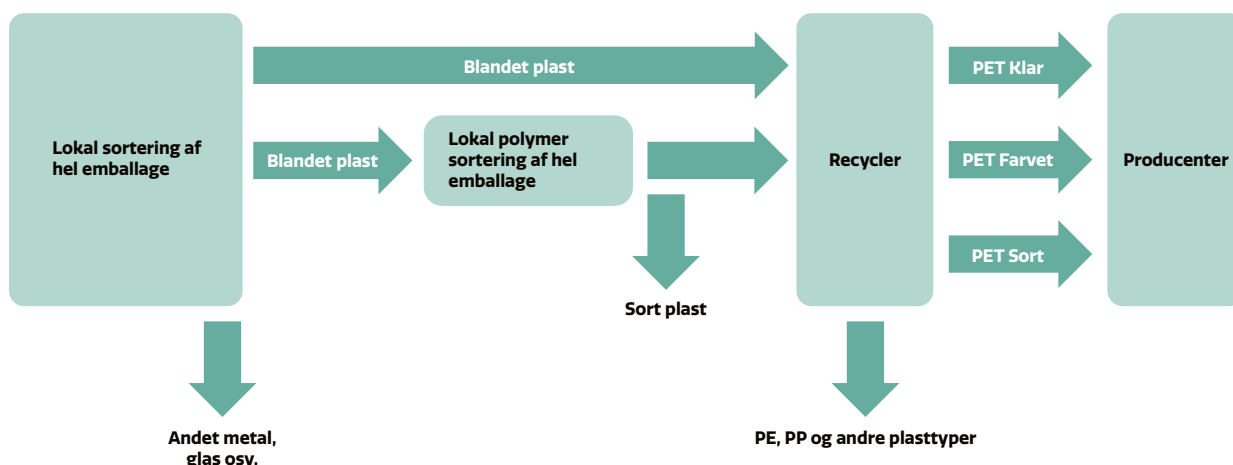 Blandet plast
PET Klar
Lokal sortering af
hel emballage
Blandet plast
Lokal polymer
sortering af hel
emballage
Recycler
PET Farvet
Producenter
PET Sort
Sort plast
Andet metal,
glas osv.
PE, PP og andre plasttyper